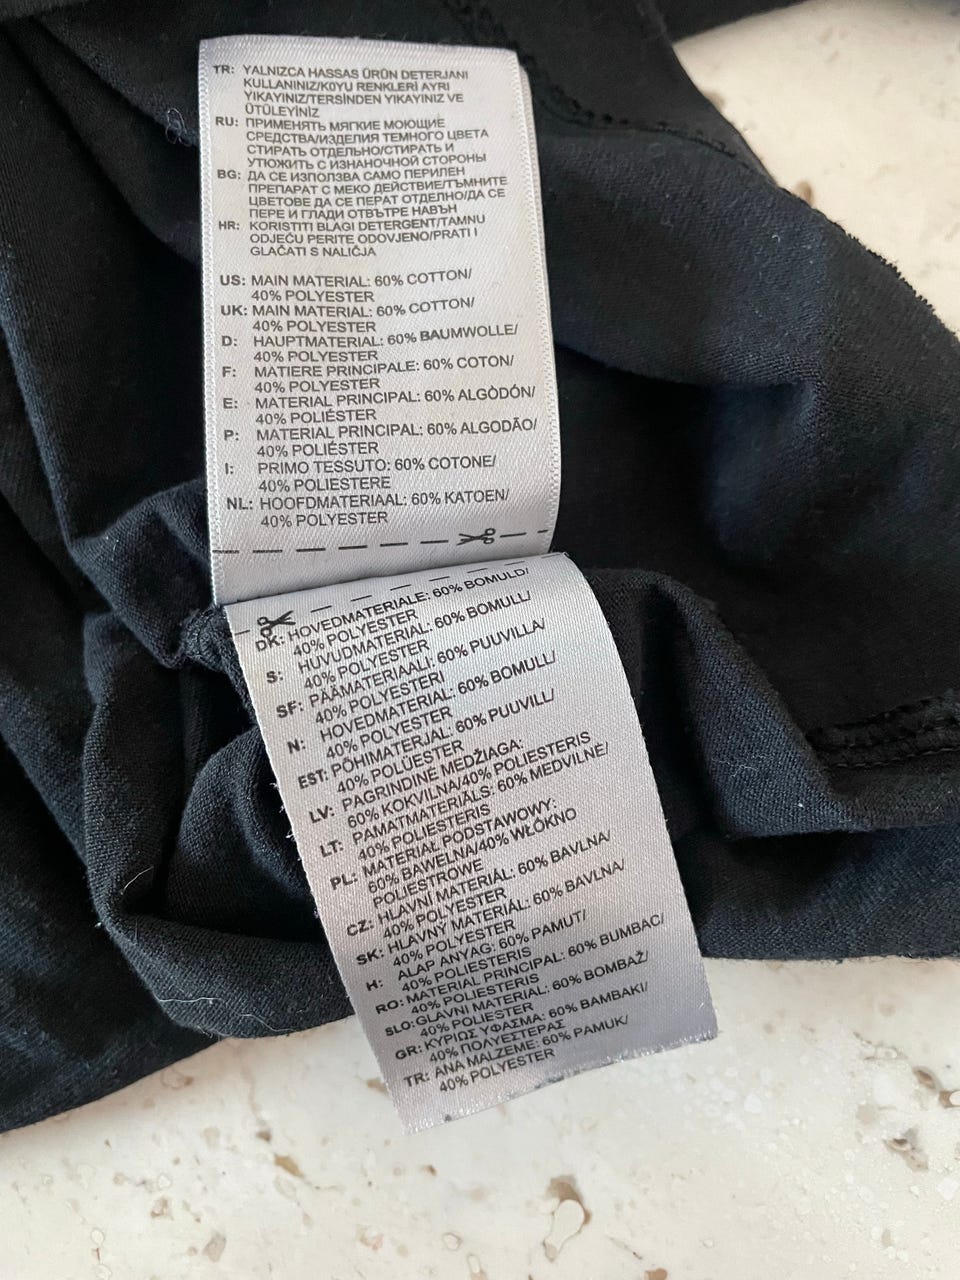 TR: YALNIZCA HASSAS ÜRÜN DETERJANI
KULLANINIZ/KOYU RENKLERİ AYRI
YIKAYINIZ/TERSİNDEN YIKAYINIZ VE
ÜTÜLEYİNİZ
RU: ПРИМЕНЯТЬ МЯГКИЕ МОЮЩИЕ
СРЕДСТВА/ИЗДЕЛИЯ ТЕМНОГО ЦВЕТА
СТИРАТЬ ОТДЕЛЬНО/СТИРАТЬ И
УТЮЖИТЬ С ИЗНАНОЧНОЙ СТОРОНЫ
BG: ДА СЕ ИЗПОЛЗВА САМО ПЕРИЛЕН
ПРЕПАРАТ С МЕКО ДЕЙСТВИЕ/ТЪМНИТЕ
ЦВЕТОВЕ ДА СЕ ПЕРАТ ОТДЕЛНО/ДА СЕ
ПЕРЕ И ГЛАДИ ОТВЪТРЕ НАВЪН
HR: KORISTITI BLAGI DETERGENT/TAMNU
ODJEĆU PERITE ODOVJENO/PRATI I
GLAČATI S NALIČJA
US: MAIN MATERIAL: 60% COTTON/
40% POLYESTER
UK: MAIN MATERIAL: 60% COTTON/
40% POLYESTER
D: HAUPTMATERIAL: 60% BAUMWOLLE/
40% POLYESTER
F: MATIERE PRINCIPALE: 60% COTON/
40% POLYESTER
E: MATERIAL PRINCIPAL: 60% ALGÒDÓN/
40% POLIÉSTER
P: MATERIAL PRINCIPAL: 60% ALGODÃO/
40% POLIÉSTER
I: PRIMO TESSUTO: 60% COTONE/
40% POLIESTERE
NL: HOOFDMATERIAAL: 60% KATOEN/
40% POLYESTER
DK: HOVEDMATERIALE: 60% BOMULD/
40% POLYESTER
S: HUVUDMATERIAL: 60% BOMULL/
40% POLYESTER
SF: PÄÄMATERIAALI: 60% PUUVILLA/
40% POLYESTERI
N: HOVEDMATERIAL: 60% BOMULL/
40% POLYESTER
EST: PÕHIMATERJAL: 60% PUUVILL/
40% POLÜESTER
LV: PAGRINDINE MEDŽIAGA:
60% KOKVILNA/40% POLIESTERIS
LT: PAMATMATERIÁLS: 60% MEDVILNE/
40% POLIESTERIS
PL: MATERIAŁ PODSTAWOWY:
60% BAWEŁNA/40% WŁÓKNO
POLIESTROWE
CZ: HLAVNÍ MATERIÁL: 60% BAVLNA/
40% POLYESTER
SK: HLAVNÝ MATERIÁL: 60% BAVLNA/
40% POLYESTER
H: ALAP ANYAG: 60% PAMUT/
40% POLIESTERIS
RO: MATERIAL PRINCIPAL: 60% BUMBAC/
40% POLIESTERIS
SLO: GLAVNI MATERIAL: 60% BOMBAŽ/
40% POLIESTER
GR: ΚΥΡΙΩΣ ΥΦΑΣΜΑ: 60% BAMBAKI/
40% ΠΟΛΥΕΣΤΕΡΑΣ
TR: ANA MALZEME: 60% PAMUK/
40% POLYESTER